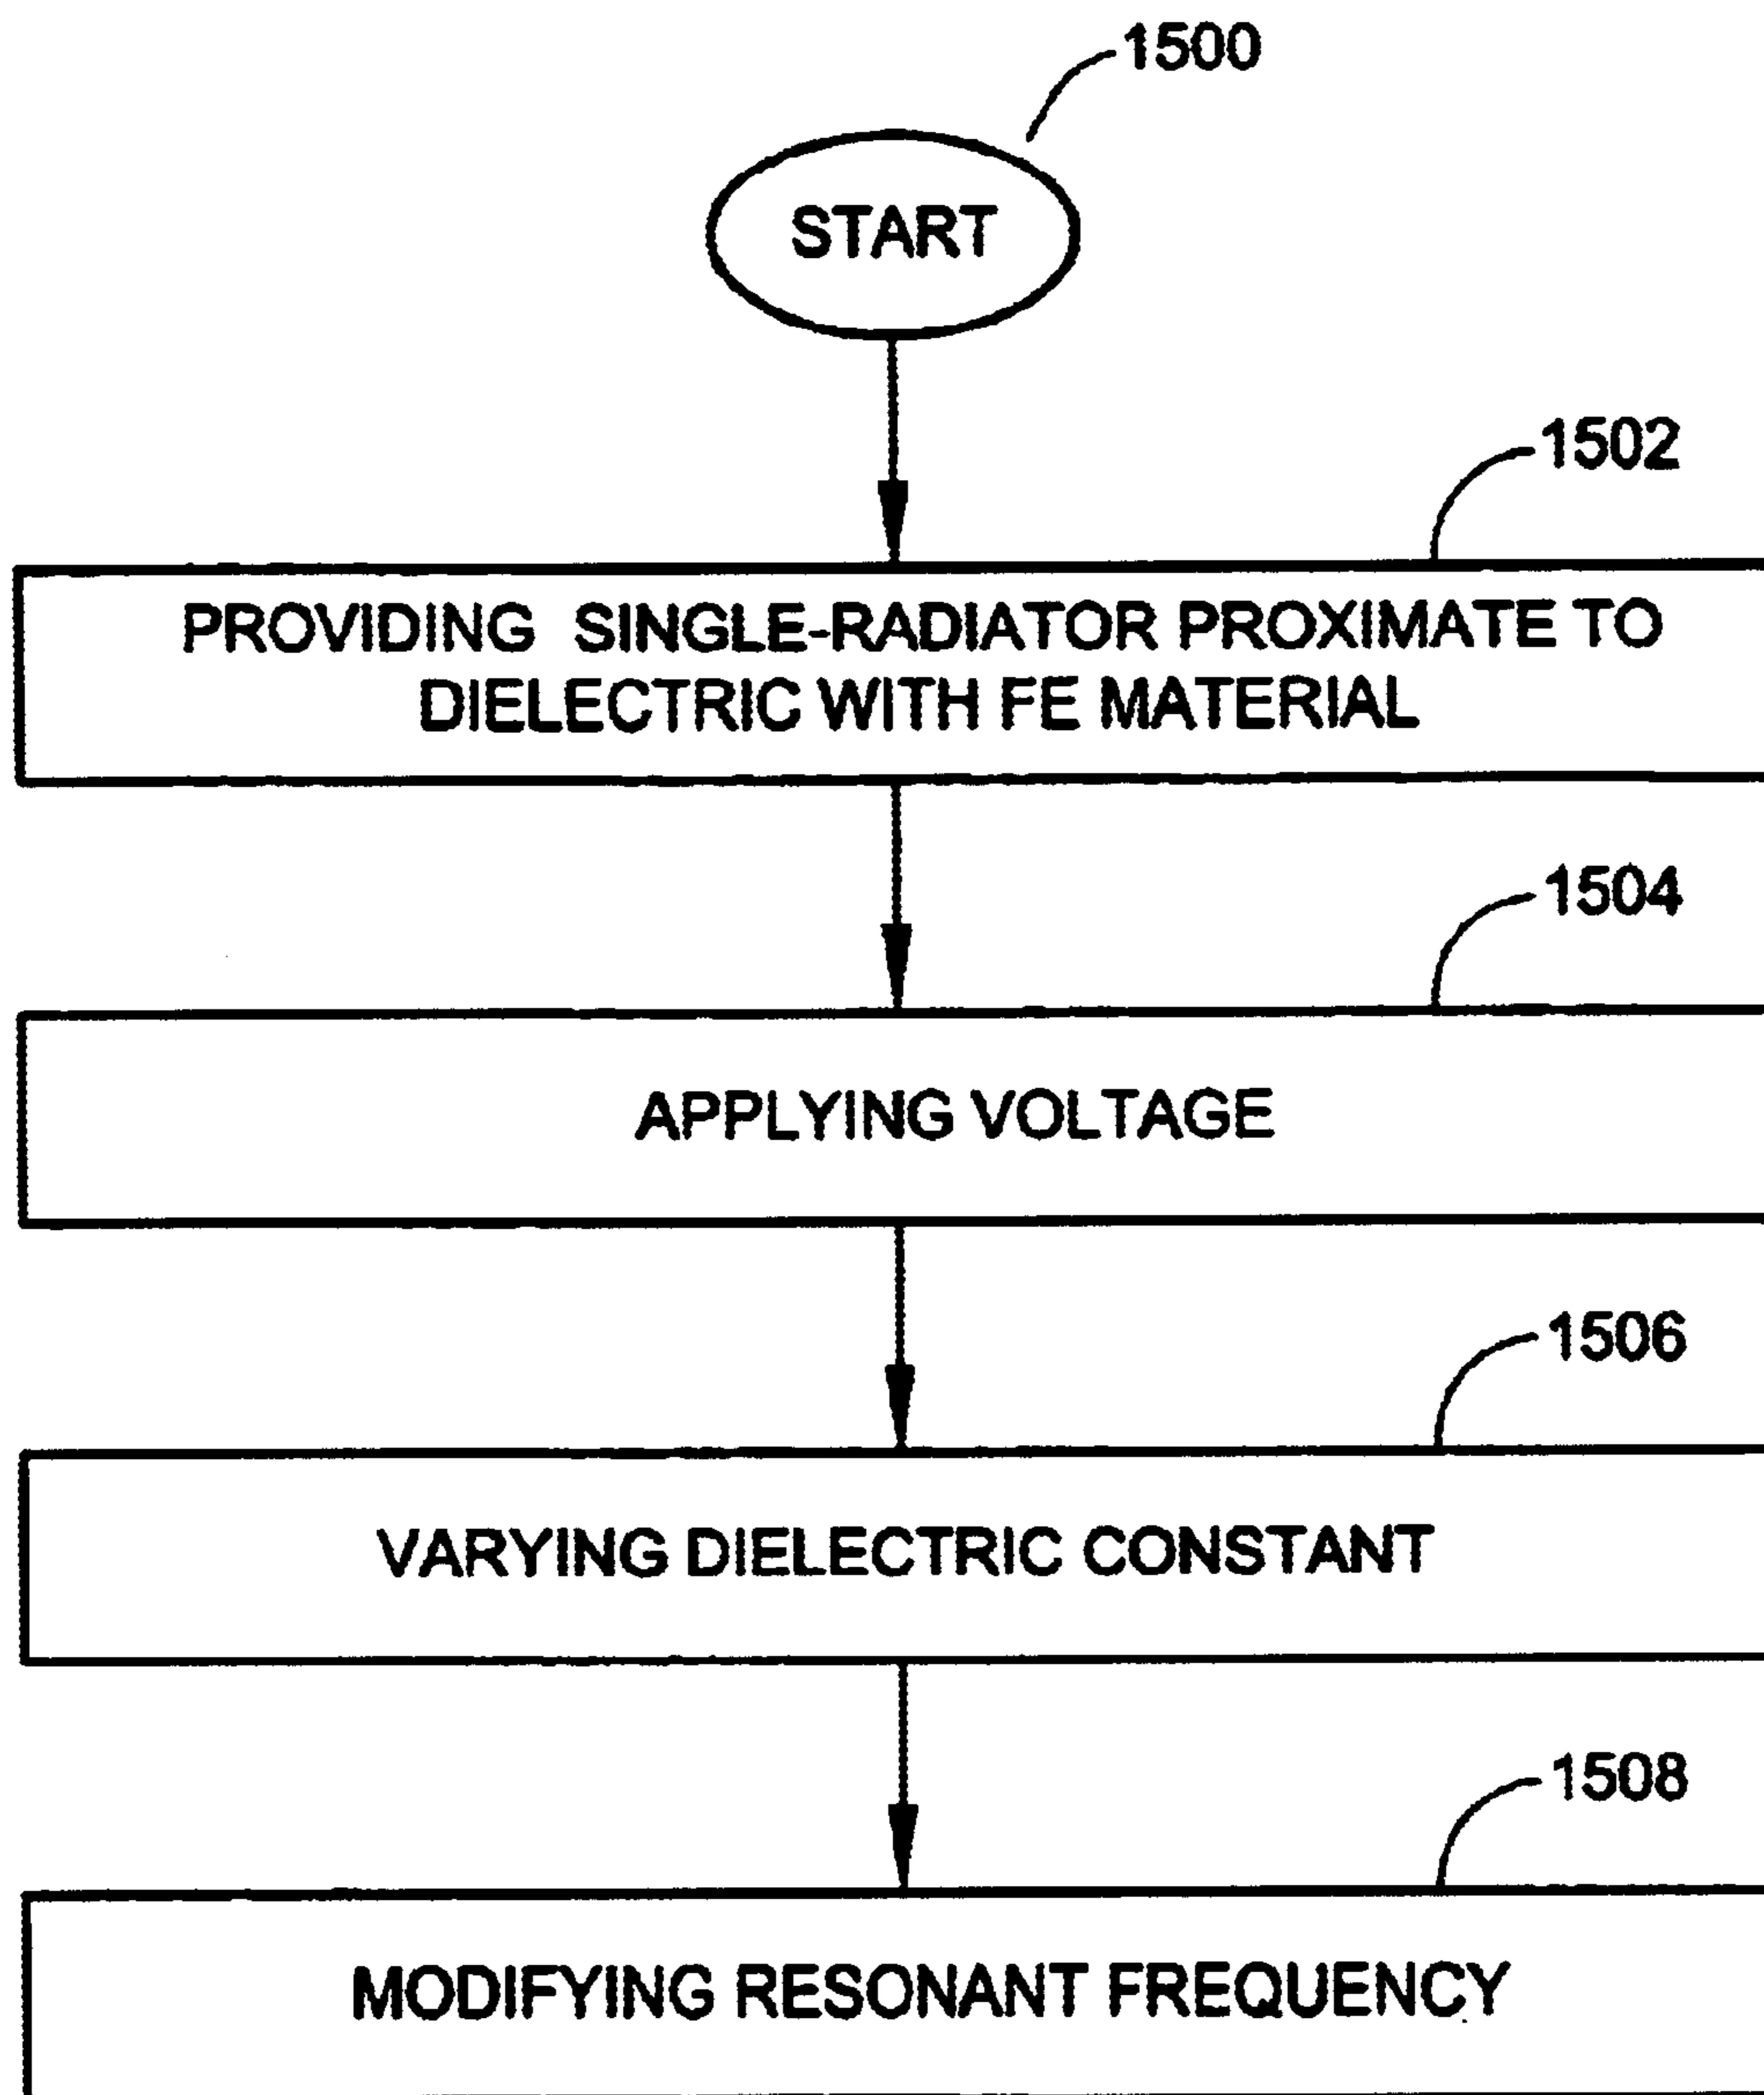 1500
START
1502
PROVIDING SINGLE-RADIATOR PROXIMATE TO
DIELECTRIC WITH FE MATERIAL
1504
APPLYING VOLTAGE
1506
VARYING DIELECTRIC CONSTANT
1508
MODIFYING RESONANT FREQUENCY